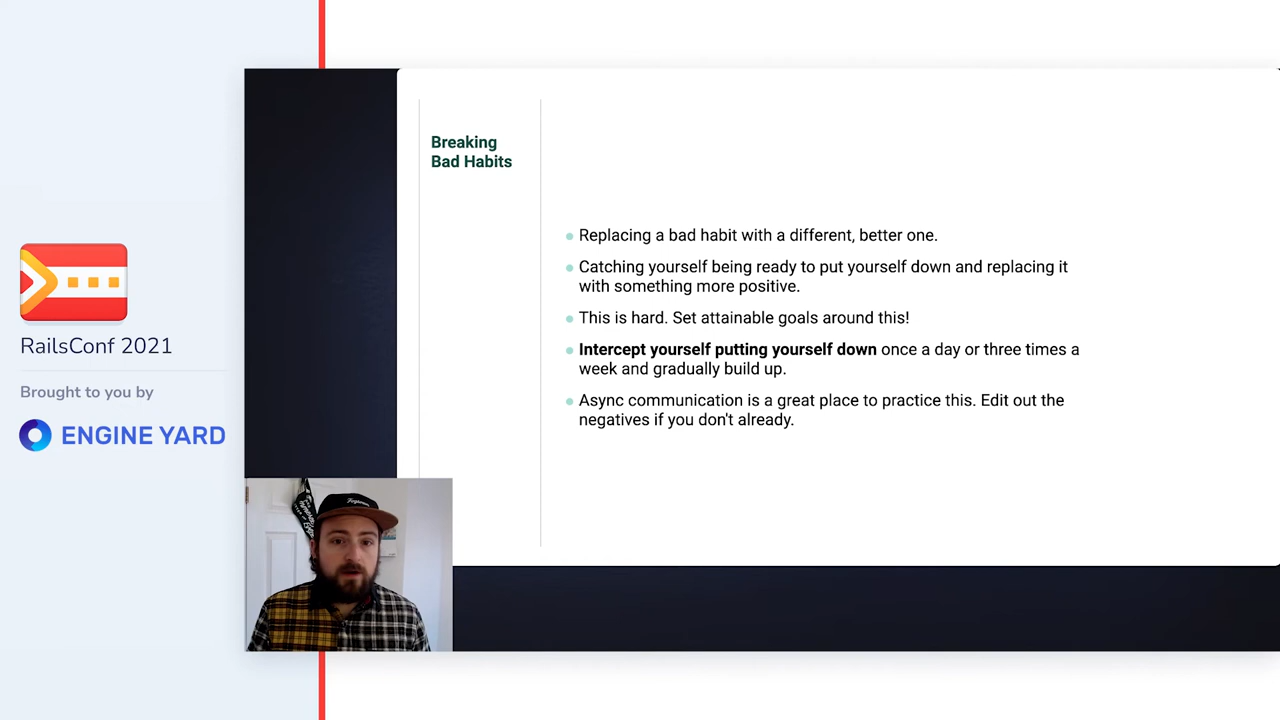 RailsConf 2021
Brought to you by
ENGINE YARD
Breaking
Bad Habits
Replacing a bad habit with a different, better one.
Catching yourself being ready to put yourself down and replacing it
with something more positive.
This is hard. Set attainable goals around this!
Intercept yourself putting yourself down once a day or three times a
week and gradually build up.
Async communication is a great place to practice this. Edit out the
negatives if you don't already.